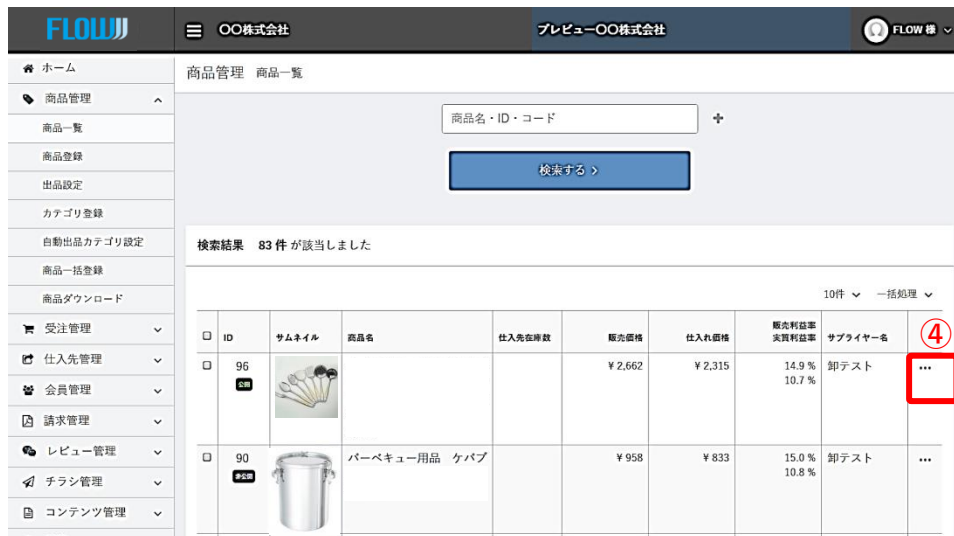 FLOW
〇〇株式会社
プレビュー〇〇株式会社
FLOW 様
ホーム
商品管理
商品一覧
商品登録
出品設定
カテゴリ登録
自動出品カテゴリ設定
商品一括登録
商品ダウンロード
受注管理
仕入先管理
会員管理
請求管理
レビュー管理
チラシ管理
コンテンツ管理
商品管理 商品一覧
商品名・ID・コード
検索する
検索結果 83 件 が該当しました
10件 一括処理
④
ID サムネイル 商品名 仕入先在庫数 販売価格 仕入れ価格 販売利益率 サプライヤー名
実質利益率
96 ¥ 2,662 ¥ 2,315 14.9 % 卸テスト ...
公開 10.7 %
90 バーベキュー用品 ケバブ ¥ 958 ¥ 833 15.0 % 卸テスト ...
非公開 10.8 %